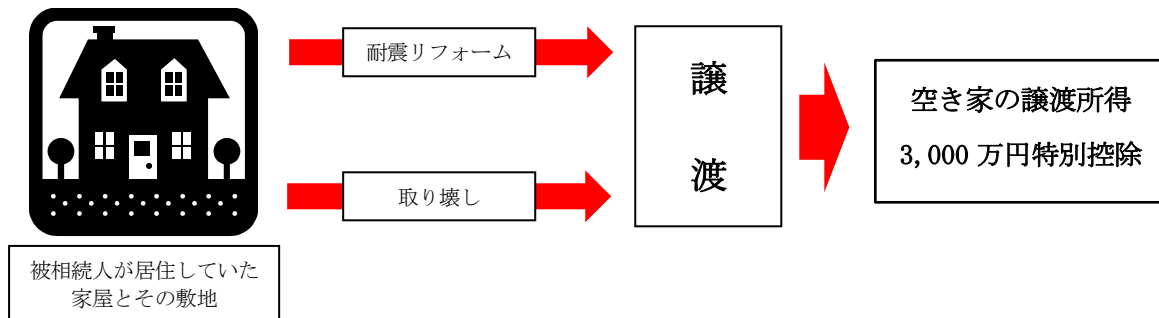 耐震リフォーム
取り壊し
被相続人が居住していた
家屋とその敷地
譲
渡
空き家の譲渡所得
3,000 万円特別控除